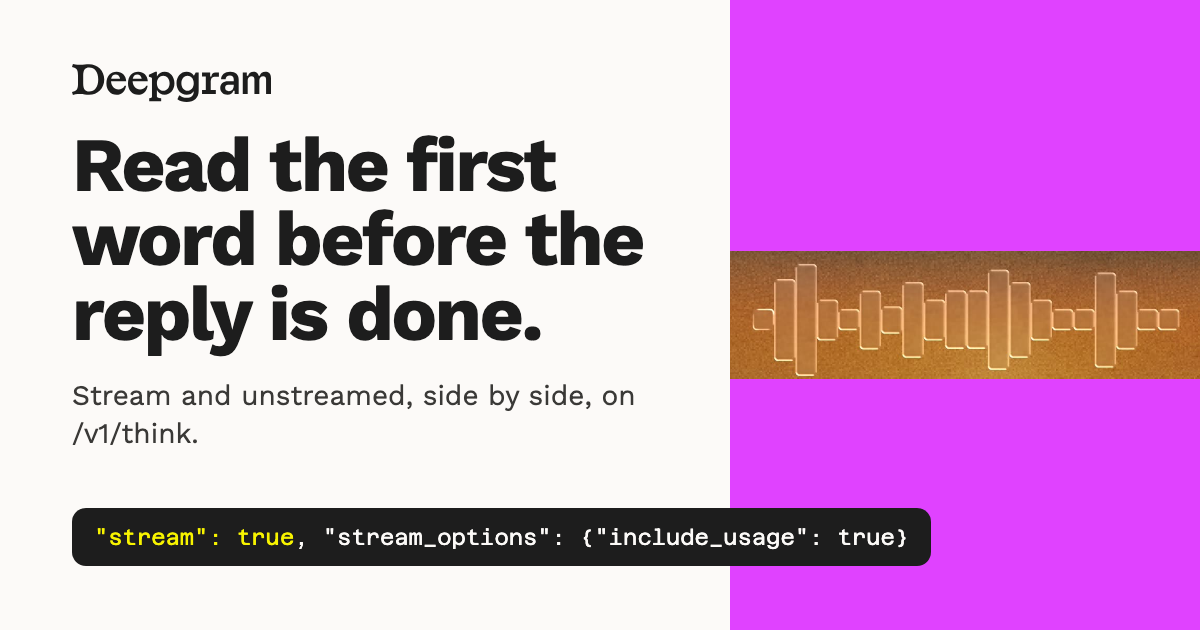 Deepgram
Read the first
word before the
reply is done.
Stream and unstreamed, side by side, on
/v1/think.
"stream": true, "stream_options": {"include_usage": true}